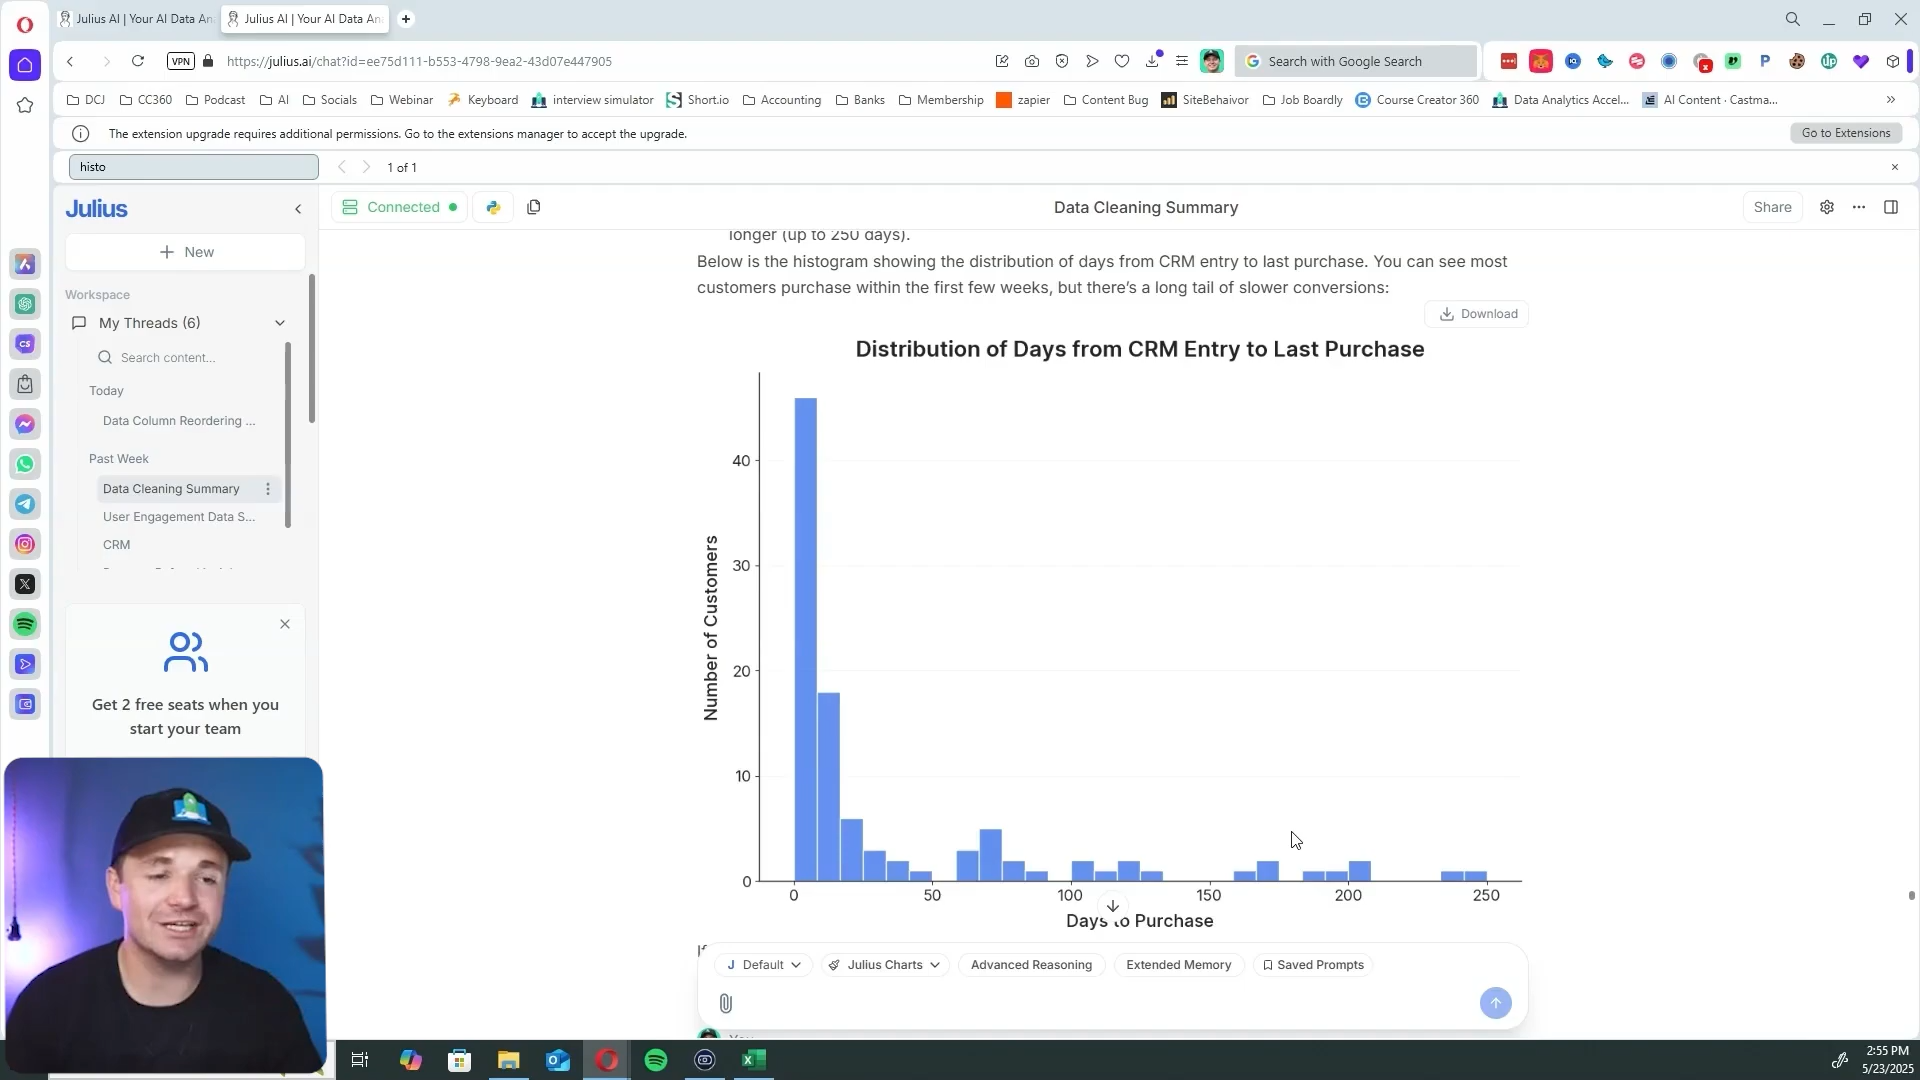 Julius AI | Your AI Data An
Julius AI | Your AI Data An
VPN
https://julius.ai/chat?id=ee75d111-b553-4798-9ea2-43d07e447905
Search with Google Search
DCJ
CC360
Podcast
AI
Socials
Webinar
Keyboard
interview simulator
Short.io
Accounting
Banks
Membership
zapier
Content Bug
SiteBehaivor
Job Boardly
Course Creator 360
Data Analytics Accel...
AI Content · Castma...
The extension upgrade requires additional permissions. Go to the extensions manager to accept the upgrade.
Go to Extensions
histo
1 of 1
Julius
Connected
Data Cleaning Summary
Share
New
Workspace
My Threads (6)
Search content...
Today
Data Column Reordering ...
Past Week
Data Cleaning Summary
User Engagement Data S...
CRM
Get 2 free seats when you
start your team
longer (up to 250 days).
Below is the histogram showing the distribution of days from CRM entry to last purchase. You can see most
customers purchase within the first few weeks, but there's a long tail of slower conversions:
Download
Distribution of Days from CRM Entry to Last Purchase
Number of Customers
40
30
20
10
0
0
50
100
150
200
250
Days to Purchase
J Default
Julius Charts
Advanced Reasoning
Extended Memory
Saved Prompts
2:55 PM
5/23/2025